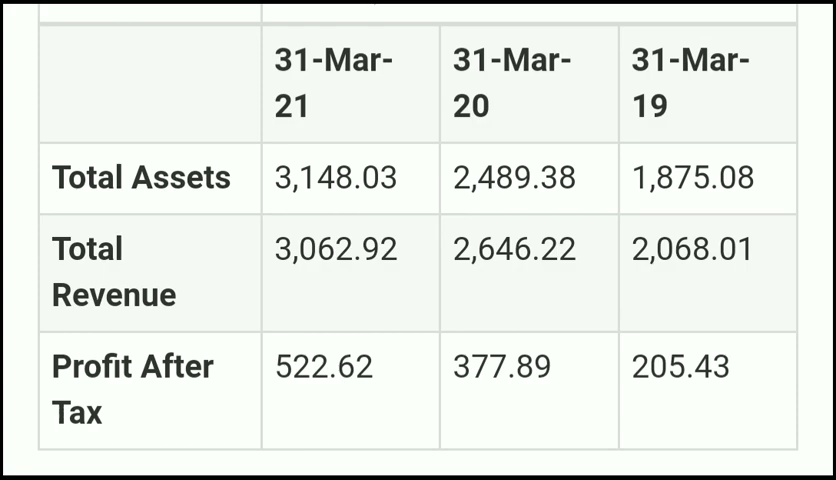 31-Mar-21 31-Mar-20 31-Mar-19
Total Assets 3,148.03 2,489.38 1,875.08
Total Revenue 3,062.92 2,646.22 2,068.01
Profit After Tax 522.62 377.89 205.43